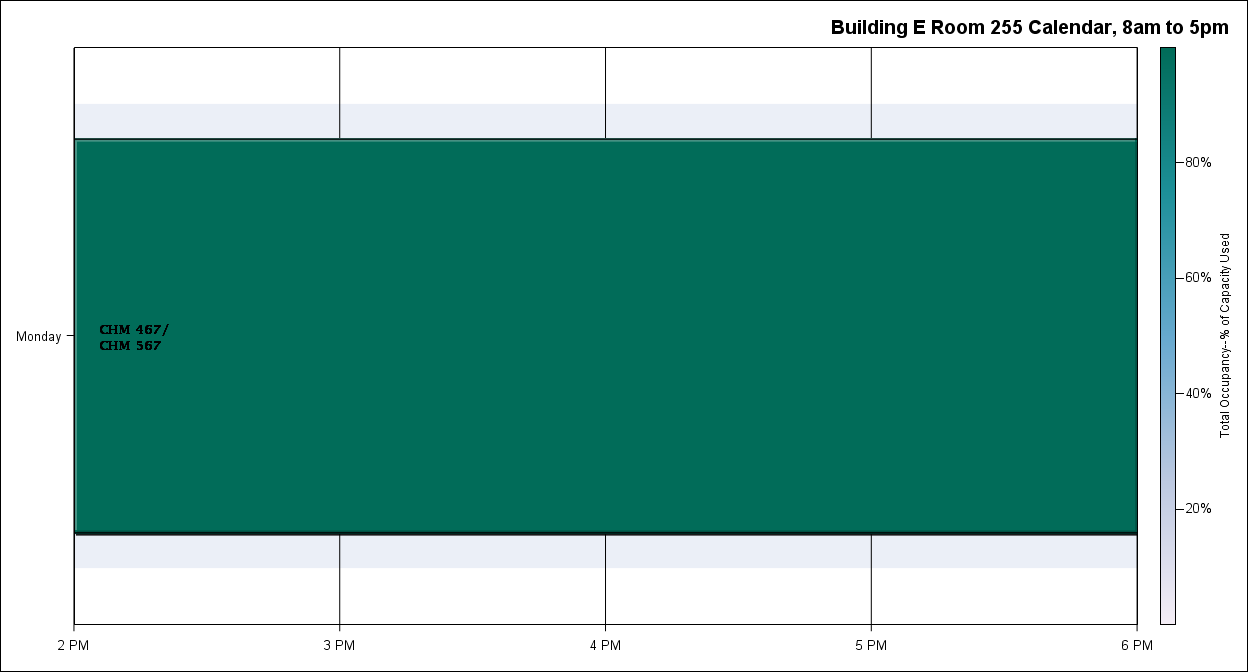 Building E Room 255 Calendar, 8am to 5pm
80%
60%
40%
20%
Total Occupancy--% of Capacity Used
Monday
CHM 467/
CHM 567
2 PM
3 PM
4 PM
5 PM
6 PM